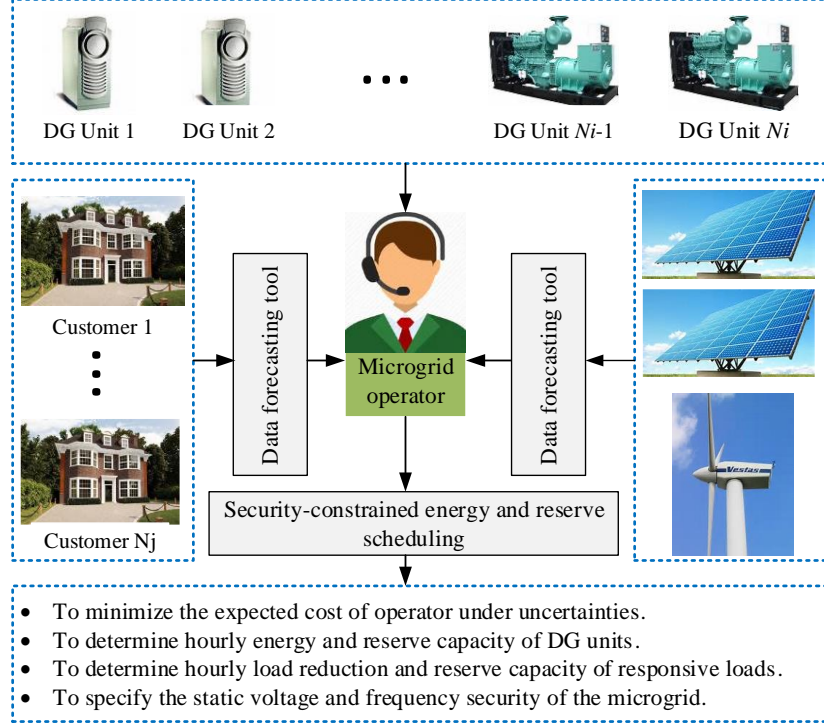 DG Unit 1
DG Unit 2
DG Unit Ni-1
DG Unit Ni
Customer 1
Customer Nj
Data forecasting tool
Microgrid
operator
Data forecasting tool
Vestas
Security-constrained energy and reserve
scheduling
• To minimize the expected cost of operator under uncertainties.
• To determine hourly energy and reserve capacity of DG units.
• To determine hourly load reduction and reserve capacity of responsive loads.
• To specify the static voltage and frequency security of the microgrid.